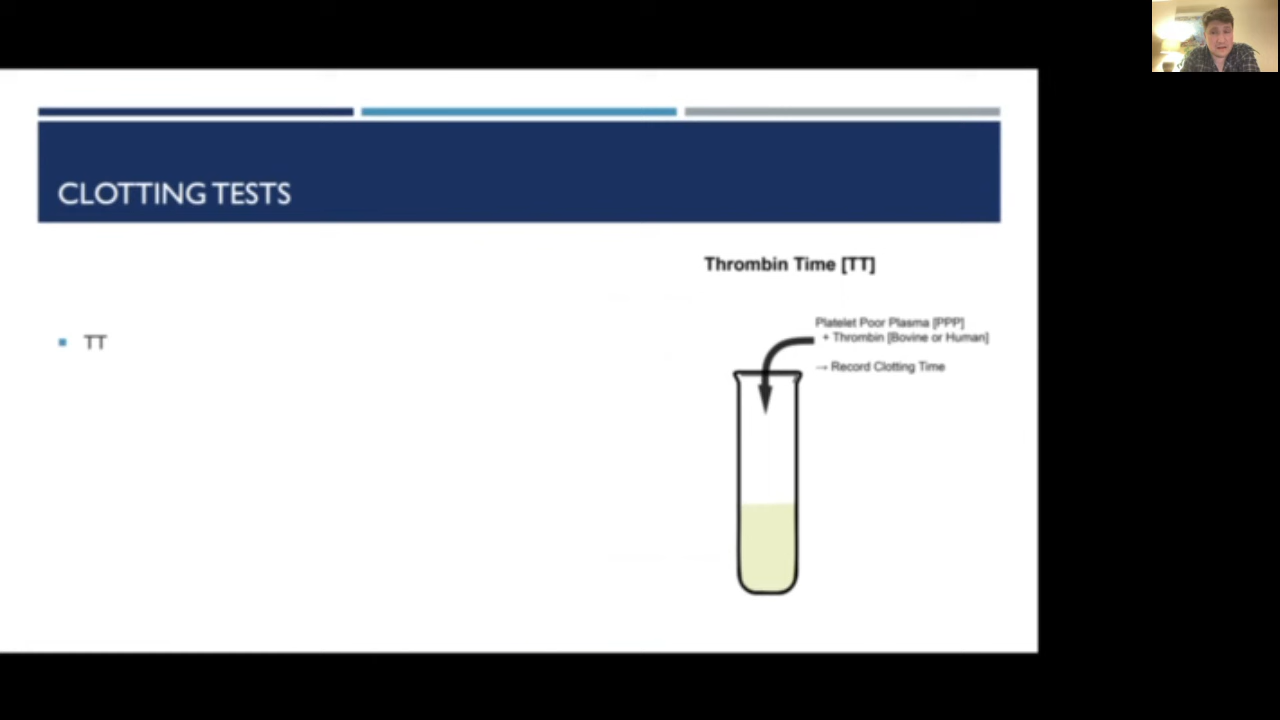 CLOTTING TESTS
TT
Thrombin Time [TT]
Platelet Poor Plasma [PPP]
+ Thrombin [Bovine or Human]
→ Record Clotting Time